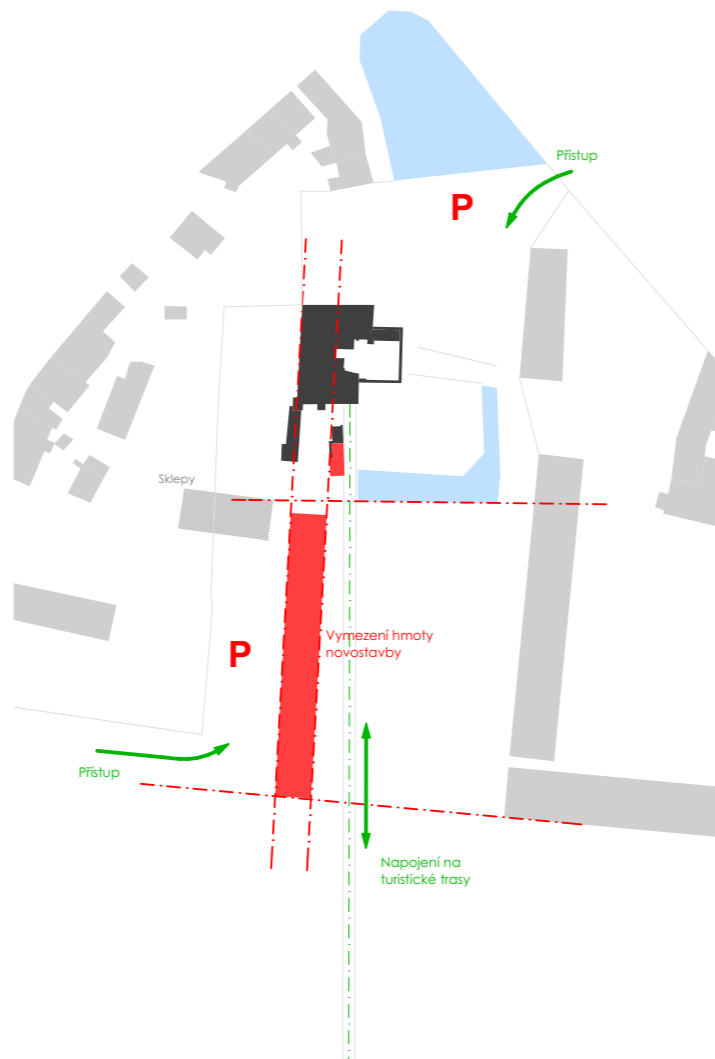 Přístup
P
Sklepy
Vymezení hmoty
novostavby
P
Přístup
Napojení na
turistické trasy